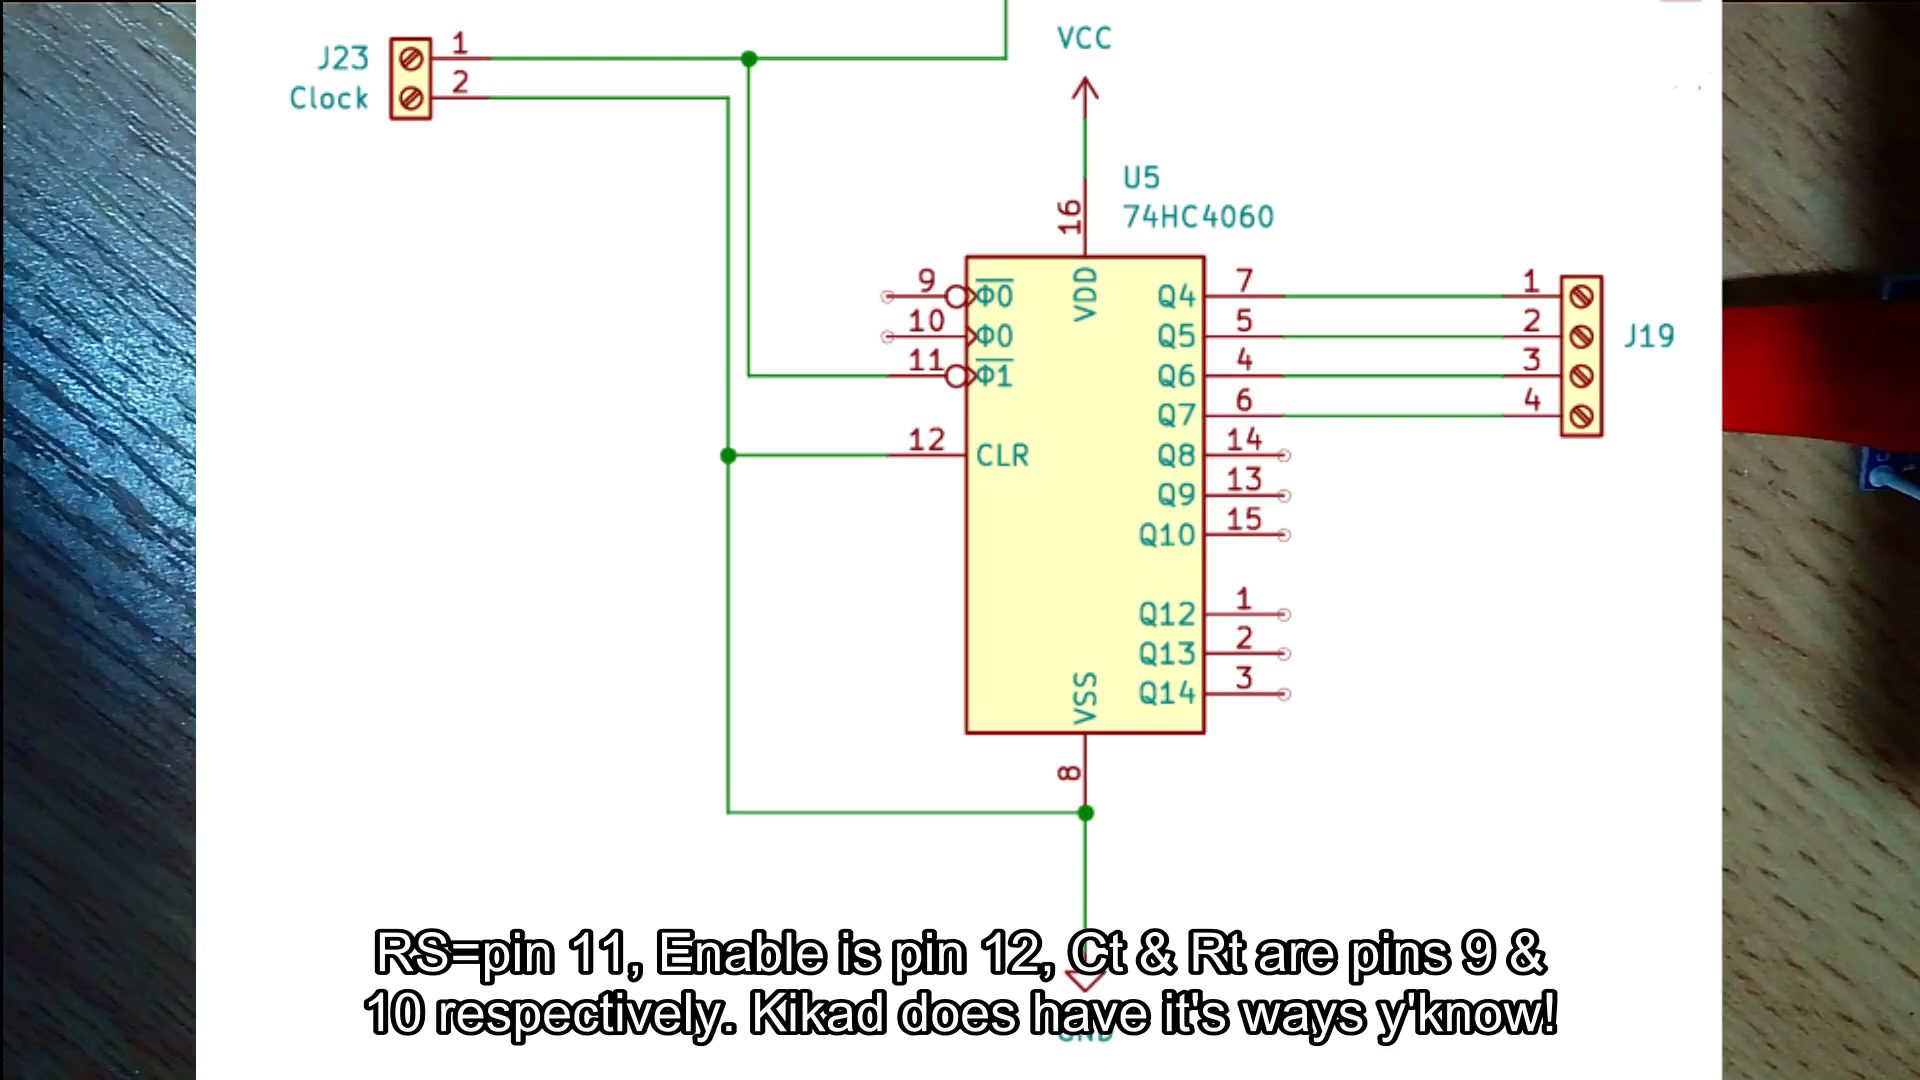 J23
Clock
1
2
VCC
U5
74HC4060
16
VDD
9
Φ0
10
Φ0
11
Φ1
12
CLR
Q4
7
Q5
5
Q6
4
Q7
6
Q8
14
Q9
13
Q10
15
Q12
1
Q13
2
Q14
3
VSS
8
1
2
3
4
J19
RS=pin 11, Enable is pin 12, Ct & Rt are pins 9 &
10 respectively. Kikad does have it's ways y'know!
GND